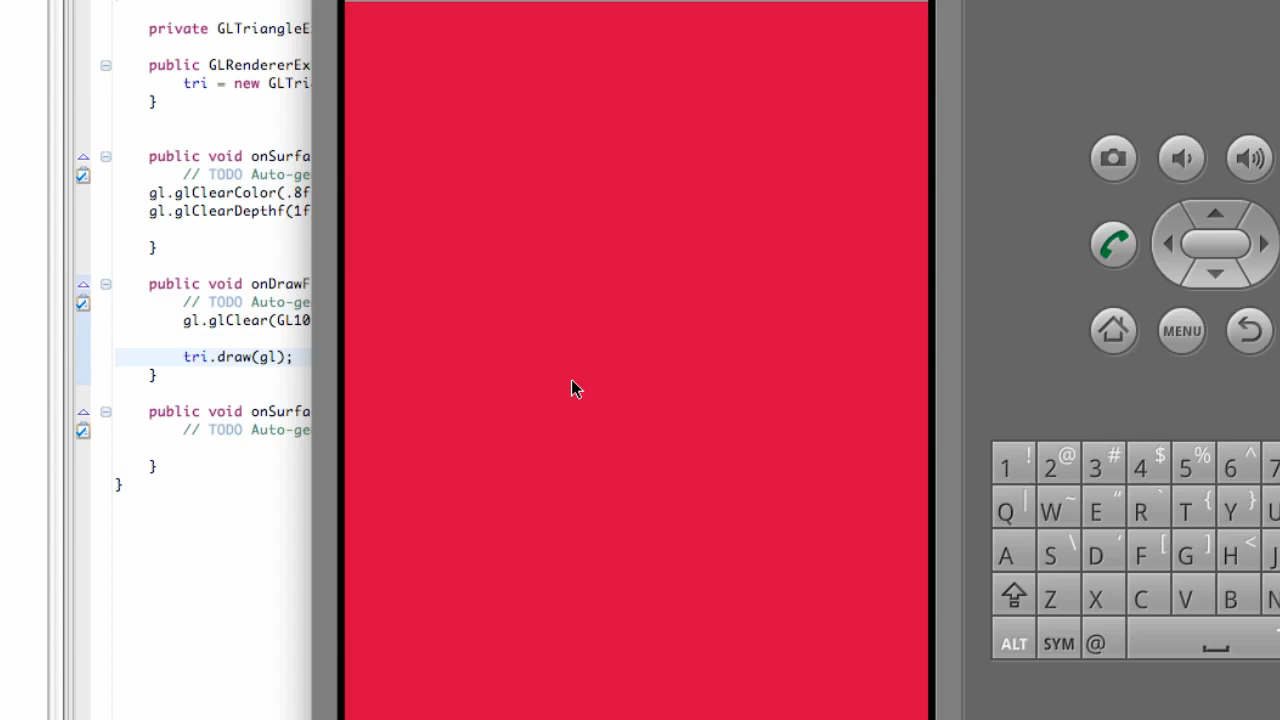 private GLTriangleE
public GLRendererEx
tri = new GLTri
}
public void onSurfa
// TODO Auto-ge
gl.glClearColor(.8f
gl.glClearDepthf(1f
}
public void onDrawF
// TODO Auto-ge
gl.glClear(GL10
tri.draw(gl);
}
public void onSurfa
// TODO Auto-ge
}
}
MENU
1 ! 2 @ 3 # 4 $ 5 % 6 ^ 7
Q | W ~ E " R ` T { Y } U
A S \ D ' F [ G ] H < J
Z X C V B N
ALT SYM @